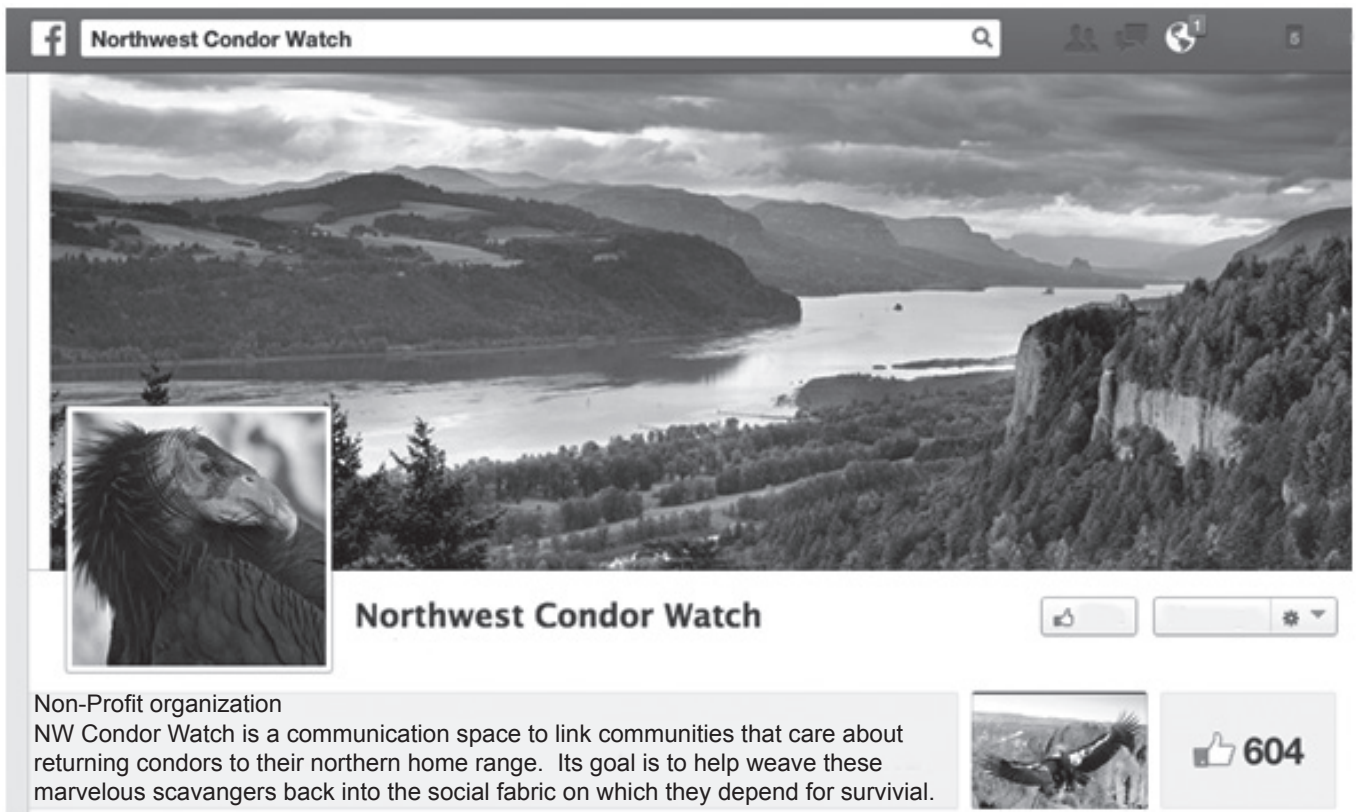 f
Northwest Condor Watch
1
5
Northwest Condor Watch
Non-Profit organization
NW Condor Watch is a communication space to link communities that care about
returning condors to their northern home range. Its goal is to help weave these
marvelous scavangers back into the social fabric on which they depend for survivial.
604